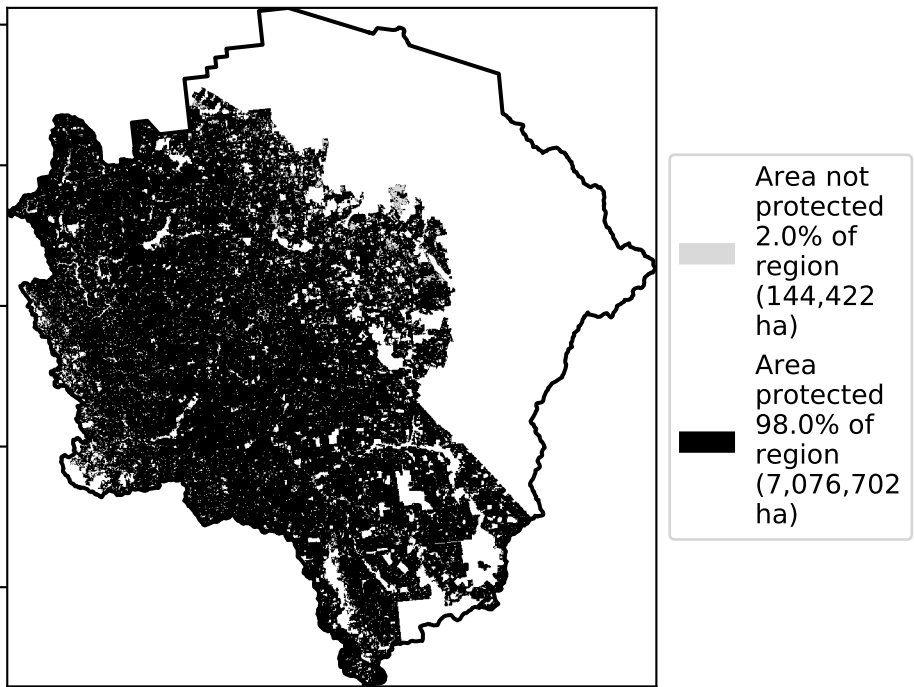 Area not
protected
2.0% of
region
(144,422
ha)
Area
protected
98.0% of
region
(7,076,702
ha)